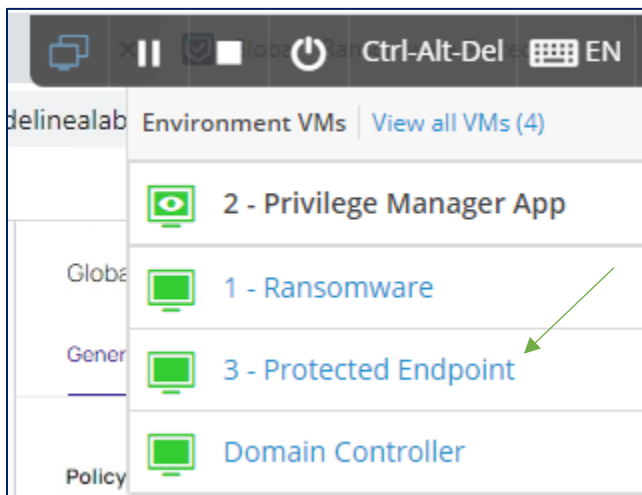 Ctrl-Alt-Del EN
delinealab
Environment VMs View all VMs (4)
2 - Privilege Manager App
Globa
1 - Ransomware
Gener
3 - Protected Endpoint
Policy
Domain Controller